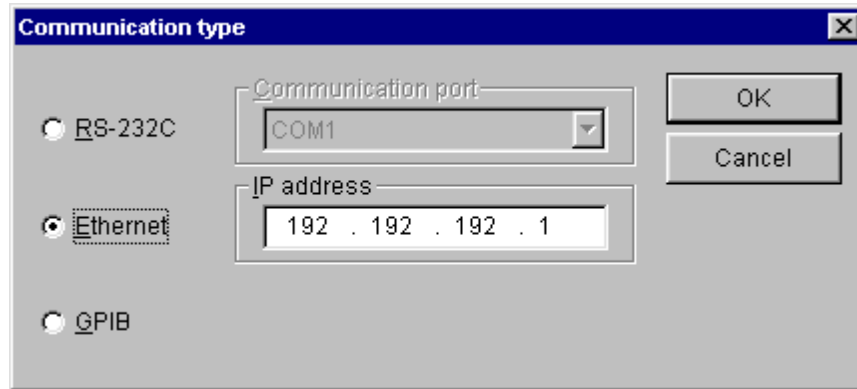 Communication type
Communication port
RS-232C
COM1
OK
Cancel
IP address
Ethernet
192 . 192 . 192 . 1
GPIB